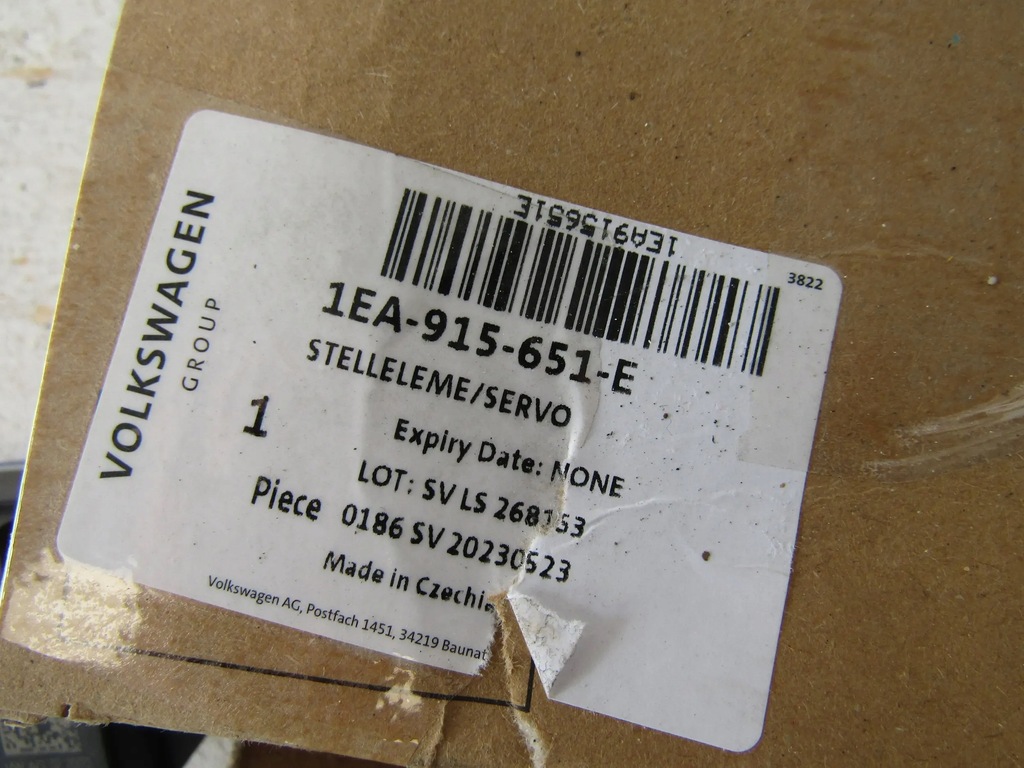 VOLKSWAGEN
GROUP
1EA915651E
3822
1EA-915-651-E
STELLELEME/SERVO
1
Expiry Date: NONE
LOT: SV LS 268153
Piece 0186 SV 20230523
Made in Czechia
Volkswagen AG, Postfach 1451, 34219 Baunat